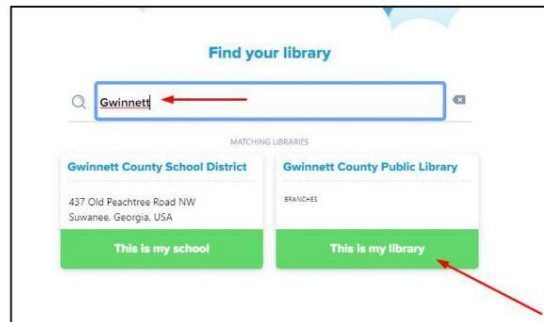 Find your library
Gwinnett
MATCHING LIBRARIES
Gwinnett County School District
437 Old Peachtree Road NW
Suwanee, Georgia, USA
This is my school
Gwinnett County Public Library
BRANCHES
This is my library